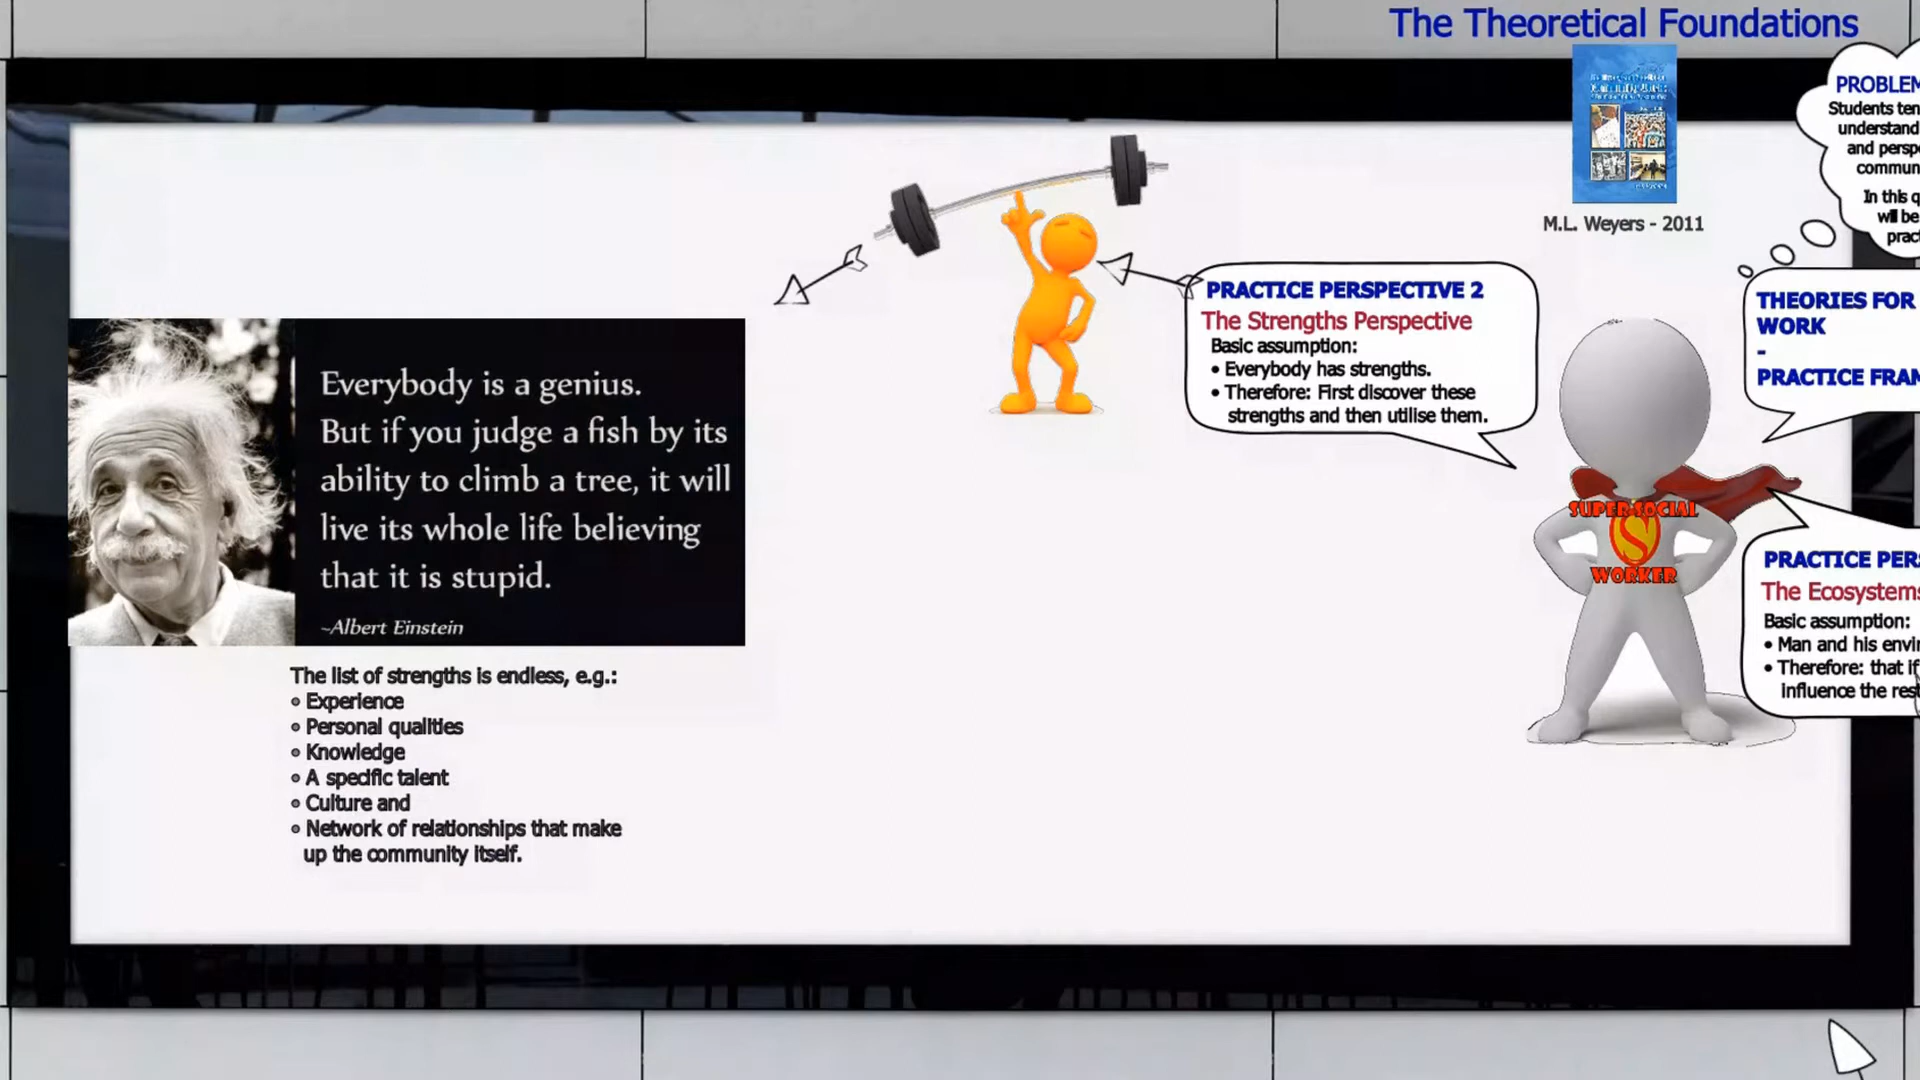 The Theoretical Foundations
M.L. Weyers - 2011
PROBLEM
Students ten
understand
and persp
commun
In this q
will be
pract
PRACTICE PERSPECTIVE 2
The Strengths Perspective
Basic assumption:
• Everybody has strengths.
• Therefore: First discover these
strengths and then utilise them.
THEORIES FOR
WORK
-
PRACTICE FRAM
Everybody is a genius.
But if you judge a fish by its
ability to climb a tree, it will
live its whole life believing
that it is stupid.
~Albert Einstein
SUPER SOCIAL
S
WORKER
PRACTICE PERS
The Ecosystems
Basic assumption:
• Man and his envir
• Therefore: that if
influence the rest
The list of strengths is endless, e.g.:
• Experience
• Personal qualities
• Knowledge
• A specific talent
• Culture and
• Network of relationships that make
up the community itself.